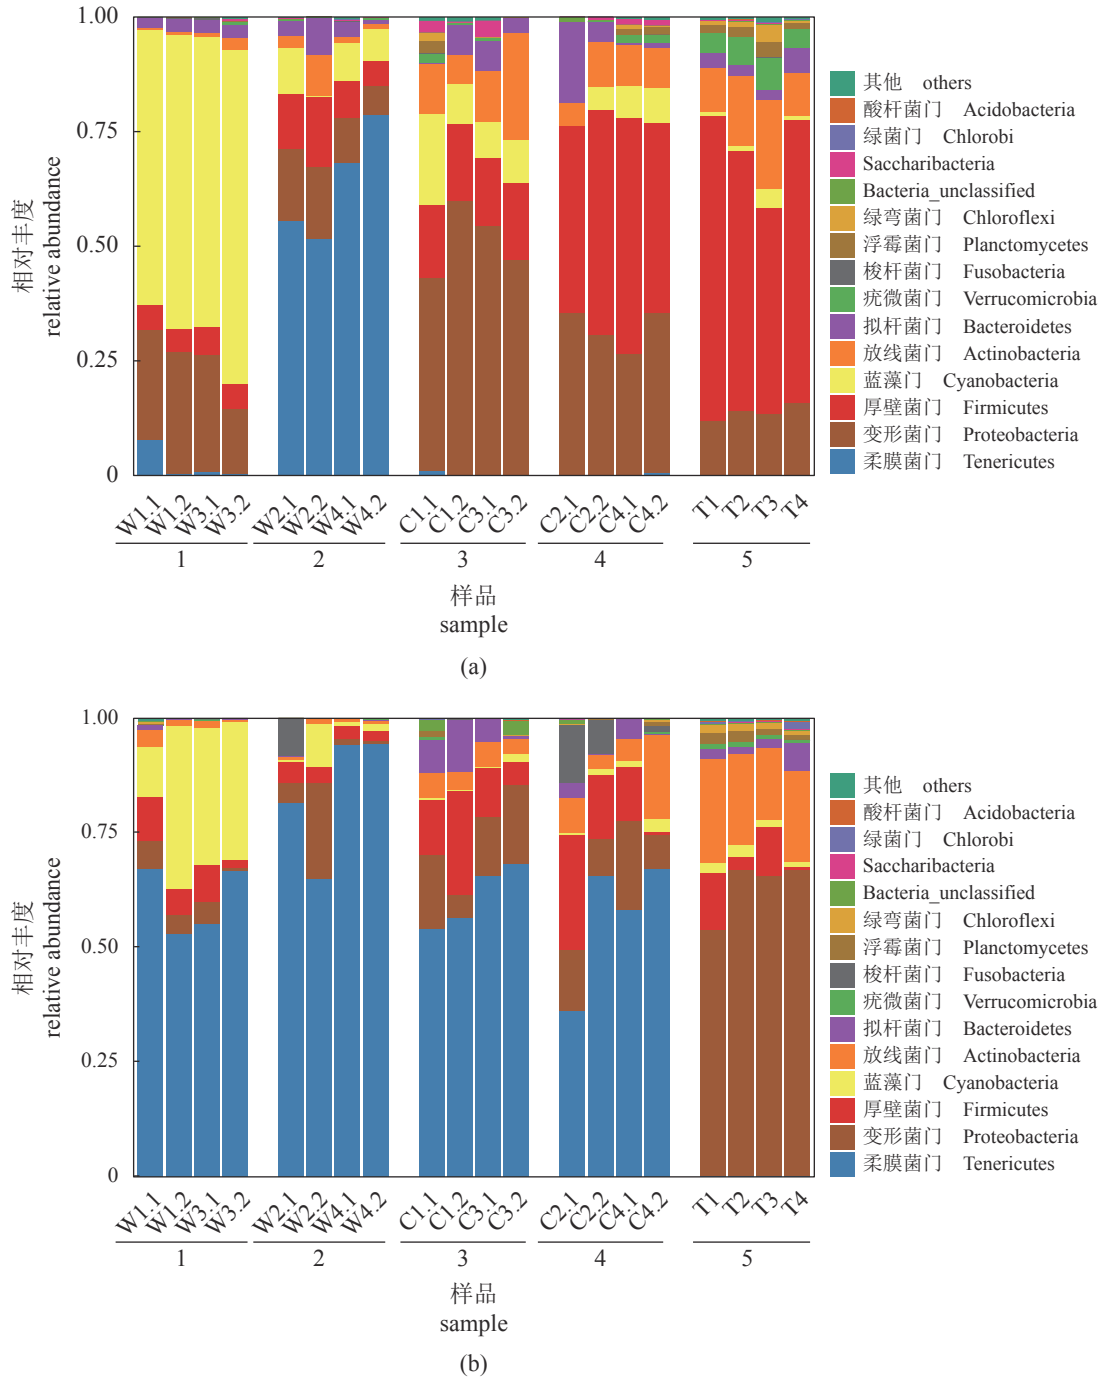 相对丰度
relative abundance
1.00
0.75
0.50
0.25
0
其他 others
酸杆菌门 Acidobacteria
绿菌门 Chlorobi
Saccharibacteria
Bacteria_unclassified
绿弯菌门 Chloroflexi
浮霉菌门 Planctomycetes
梭杆菌门 Fusobacteria
疣微菌门 Verrucomicrobia
拟杆菌门 Bacteroidetes
放线菌门 Actinobacteria
蓝藻门 Cyanobacteria
厚壁菌门 Firmicutes
变形菌门 Proteobacteria
柔膜菌门 Tenericutes
W1.1 W1.2 W3.1 W3.2 W2.1 W2.2 W4.1 W4.2 C1.1 C1.2 C3.1 C3.2 C2.1 C2.2 C4.1 C4.2 T1 T2 T3 T4
1 2 3 4 5
样品
sample
(a)
相对丰度
relative abundance
1.00
0.75
0.50
0.25
0
其他 others
酸杆菌门 Acidobacteria
绿菌门 Chlorobi
Saccharibacteria
Bacteria_unclassified
绿弯菌门 Chloroflexi
浮霉菌门 Planctomycetes
梭杆菌门 Fusobacteria
疣微菌门 Verrucomicrobia
拟杆菌门 Bacteroidetes
放线菌门 Actinobacteria
蓝藻门 Cyanobacteria
厚壁菌门 Firmicutes
变形菌门 Proteobacteria
柔膜菌门 Tenericutes
W1.1 W1.2 W3.1 W3.2 W2.1 W2.2 W4.1 W4.2 C1.1 C1.2 C3.1 C3.2 C2.1 C2.2 C4.1 C4.2 T1 T2 T3 T4
1 2 3 4 5
样品
sample
(b)